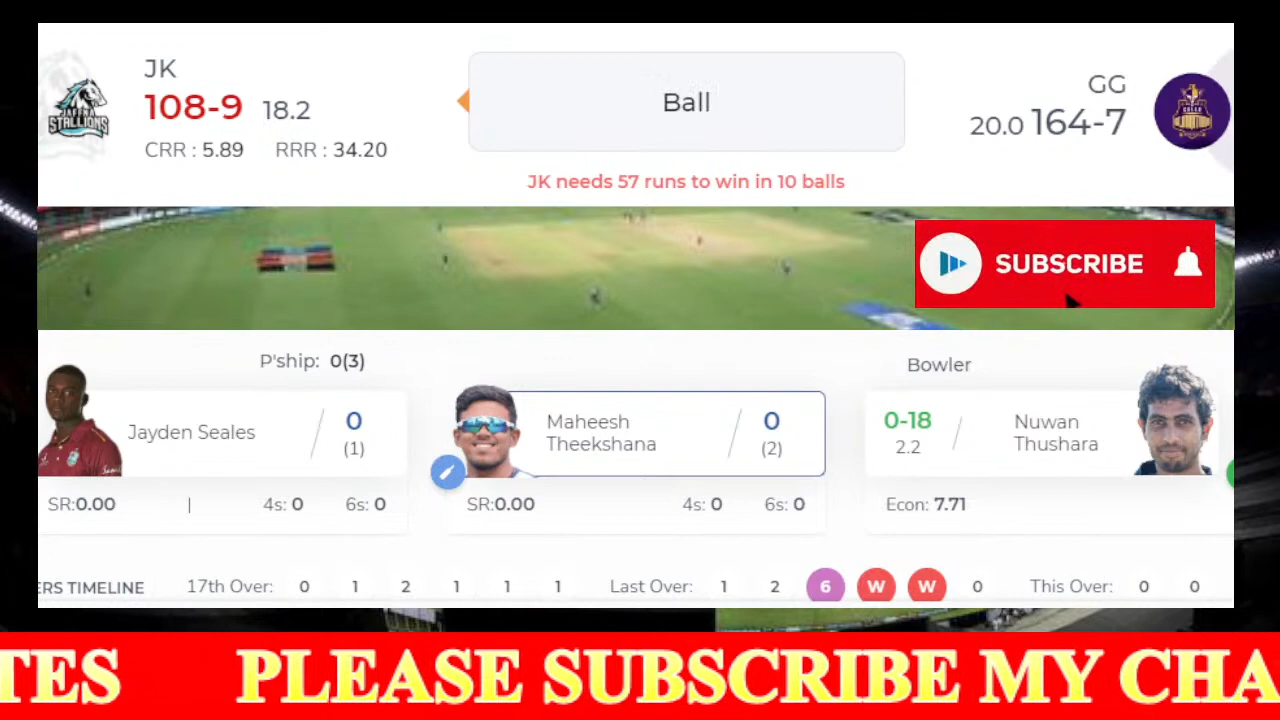 JK
108-9 18.2
CRR : 5.89 RRR : 34.20
JAFFNA
STALLIONS
Ball
JK needs 57 runs to win in 10 balls
GG
20.0 164-7
SUBSCRIBE
P'ship: 0(3)
Jayden Seales
0
(1)
SR:0.00 | 4s: 0 6s: 0
Maheesh
Theekshana
0
(2)
SR:0.00 4s: 0 6s: 0
Bowler
0-18
2.2
Nuwan
Thushara
Econ: 7.71
ERS TIMELINE 17th Over: 0 1 2 1 1 1 Last Over: 1 2 6 W W 0 This Over: 0 0
TES PLEASE SUBSCRIBE MY CHA